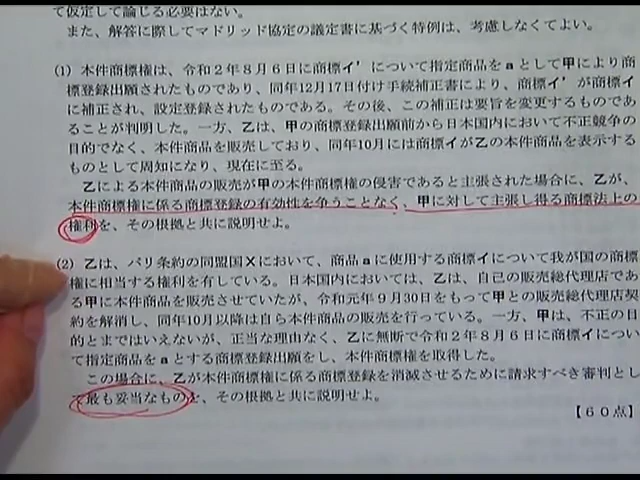 て仮定して論じる必要はない。
また、解答に際してマドリッド協定の議定書に基づく特例は、考慮しなくてよい。
(1) 本件商標権は、令和2年8月6日に商標イ'について指定商品をaとして甲により商
標登録出願されたものであり、同年12月17日付け手続補正書により、商標イ'が商標イ
に補正され、設定登録されたものである。その後、この補正は要旨を変更するものであ
ることが判明した。一方、乙は、甲の商標登録出願前から日本国内において不正競争の
目的でなく、本件商品を販売しており、同年10月には商標イが乙の本件商品を表示する
ものとして周知になり、現在に至る。
乙による本件商品の販売が甲の本件商標権の侵害であると主張された場合に、乙が、
本件商標権に係る商標登録の有効性を争うことなく、甲に対して主張し得る商標法上の
権利を、その根拠と共に説明せよ。
(2) 乙は、パリ条約の同盟国Xにおいて、商品aに使用する商標イについて我が国の商標
権に相当する権利を有している。日本国内においては、乙は、自己の販売総代理店であ
る甲に本件商品を販売させていたが、令和元年9月30日をもって甲との販売総代理店契
約を解消し、同年10月以降は自ら本件商品の販売を行っている。一方、甲は、不正の目
的とまではいえないが、正当な理由なく、乙に無断で令和2年8月6日に商標イについ
て指定商品をaとする商標登録出願をし、本件商標権を取得した。
この場合に、乙が本件商標権に係る商標登録を消滅させるために請求すべき審判とし
て最も妥当なものを、その根拠と共に説明せよ。
【60点】